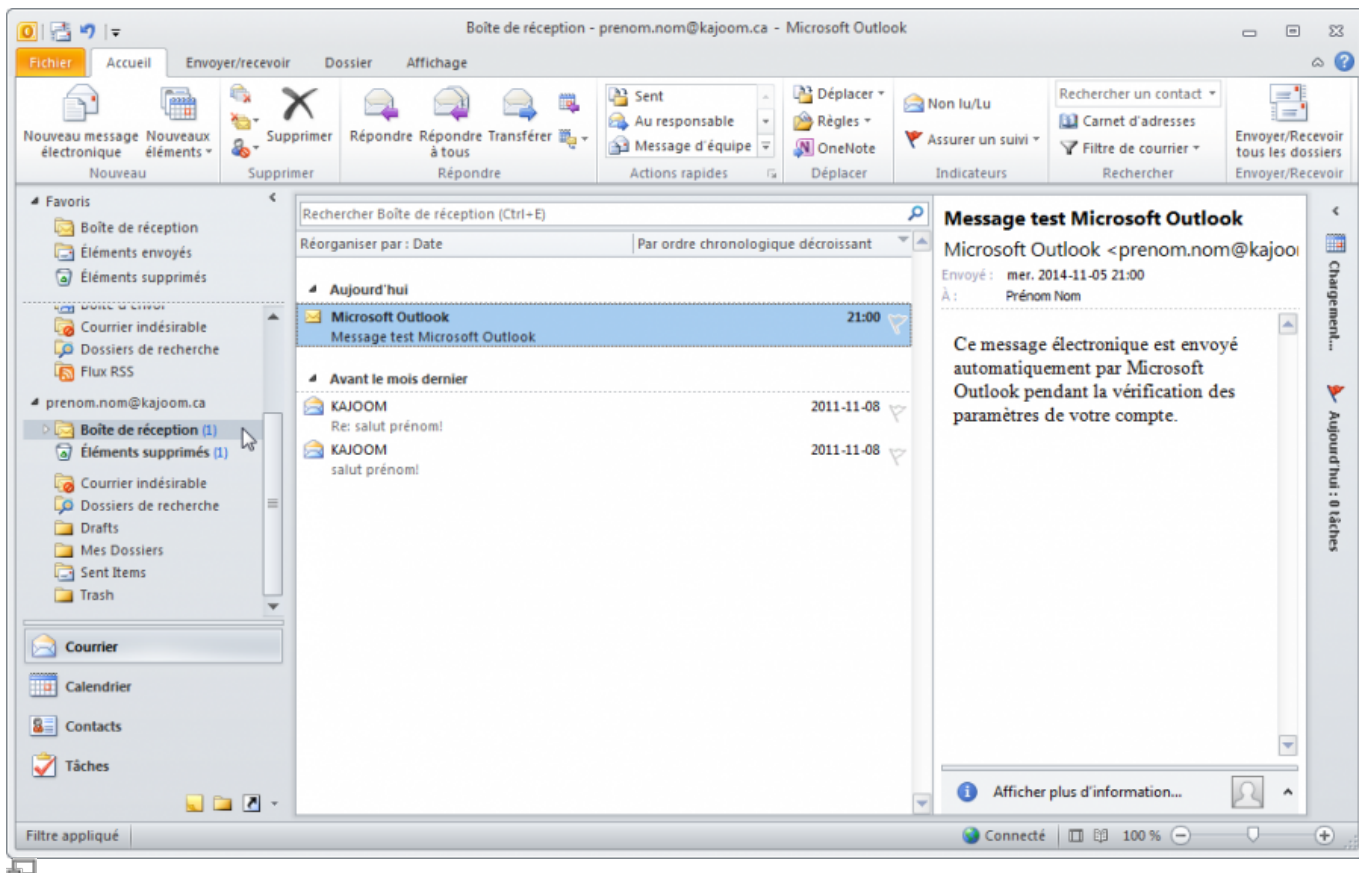 Boîte de réception - prenom.nom@kajoom.ca - Microsoft Outlook
Fichier Accueil Envoyer/recevoir Dossier Affichage
Nouveau message électronique
Nouveaux éléments
Nouveau
Supprimer
Supprimer
Répondre
Répondre à tous
Transférer
Répondre
Sent
Au responsable
Message d'équipe
Actions rapides
Déplacer
Règles
OneNote
Déplacer
Non lu/Lu
Assurer un suivi
Indicateurs
Rechercher un contact
Carnet d'adresses
Filtre de courrier
Rechercher
Envoyer/Recevoir
tous les dossiers
Envoyer/Recevoir
Favoris
Boîte de réception
Éléments envoyés
Éléments supprimés
Courrier indésirable
Dossiers de recherche
Flux RSS
prenom.nom@kajoom.ca
Boîte de réception (1)
Éléments supprimés (1)
Courrier indésirable
Dossiers de recherche
Drafts
Mes Dossiers
Sent Items
Trash
Courrier
Calendrier
Contacts
Tâches
Rechercher Boîte de réception (Ctrl+E)
Réorganiser par : Date Par ordre chronologique décroissant
Aujourd'hui
Microsoft Outlook 21:00
Message test Microsoft Outlook
Avant le mois dernier
KAJOOM 2011-11-08
Re: salut prénom!
KAJOOM 2011-11-08
salut prénom!
Message test Microsoft Outlook
Microsoft Outlook <prenom.nom@kajoo
Envoyé : mer. 2014-11-05 21:00
À : Prénom Nom
Ce message électronique est envoyé
automatiquement par Microsoft
Outlook pendant la vérification des
paramètres de votre compte.
Afficher plus d'information...
Chargement...
Aujourd'hui : 0 tâches
Filtre appliqué
Connecté 100 %